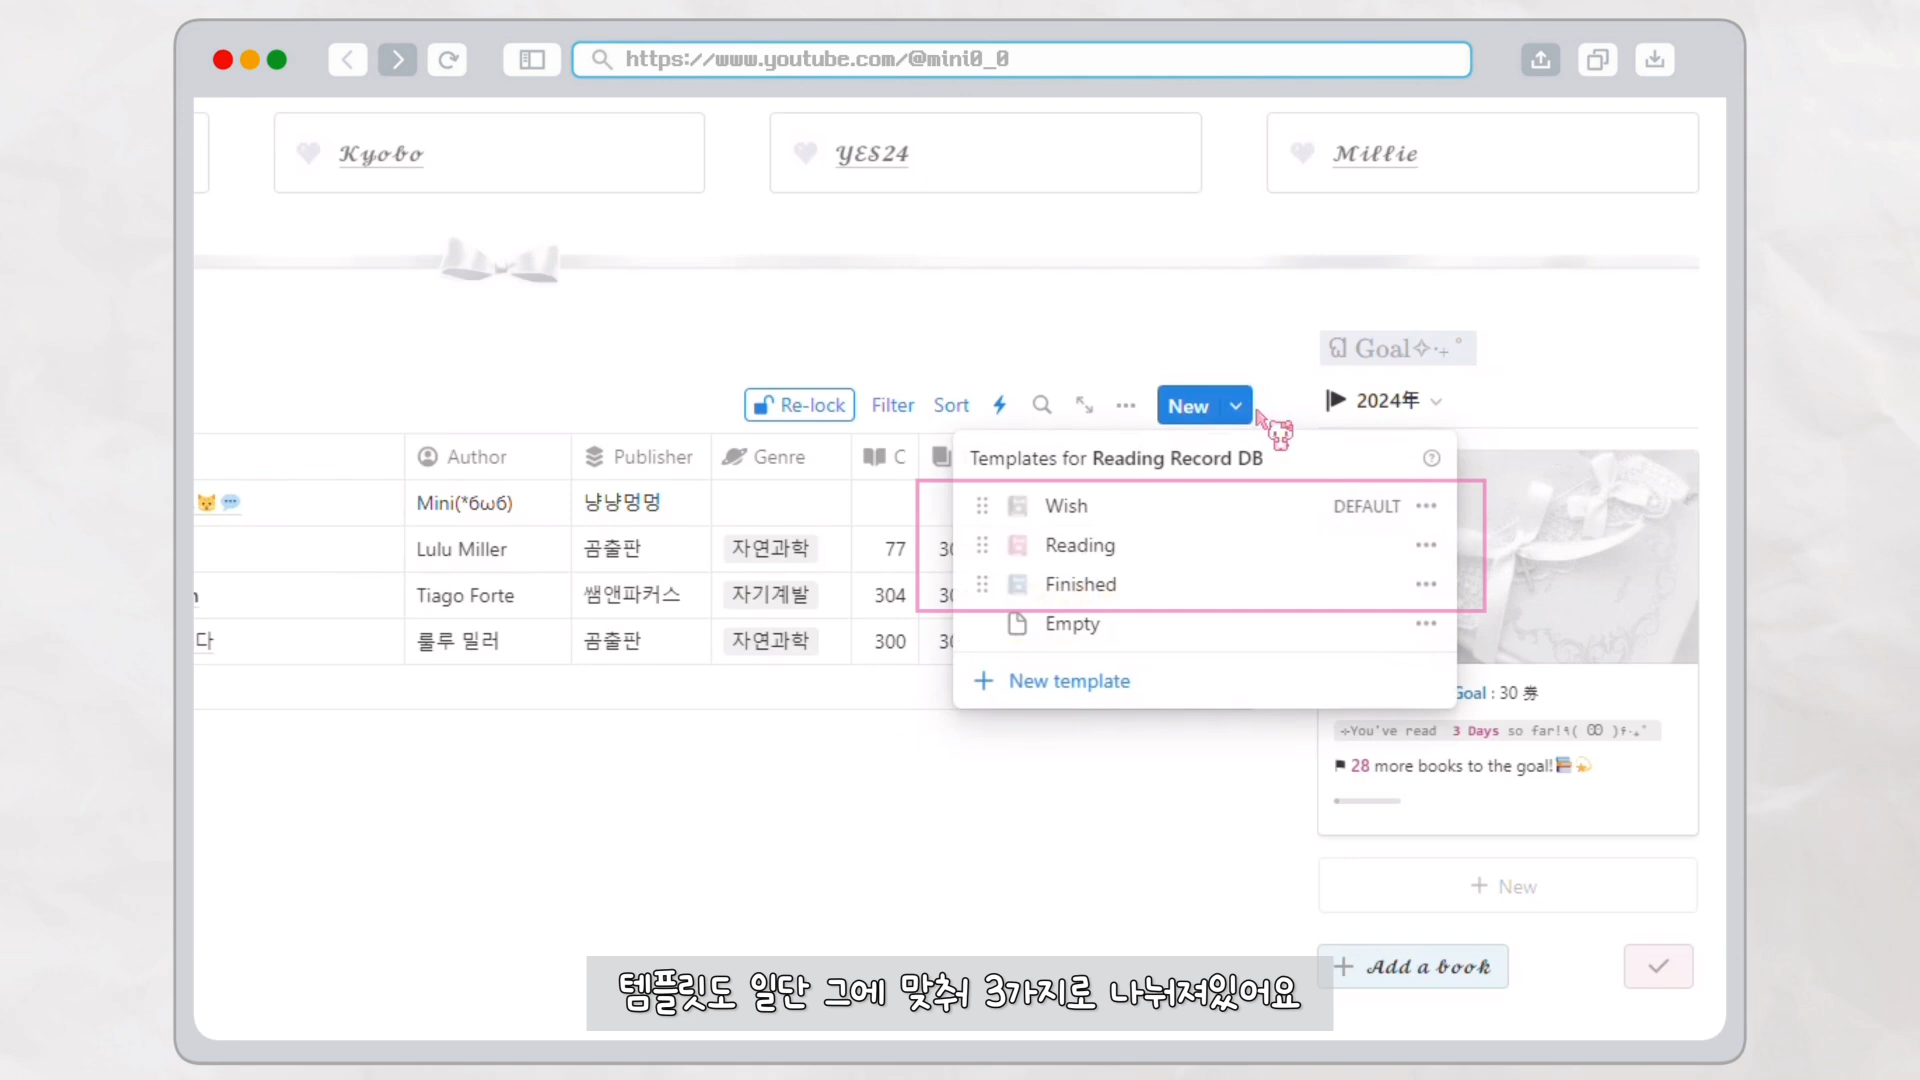 https://www.youtube.com/@mini0_0
Kyobo
YES24
Millie
Goal✧·₊˚
2024年
Re-lock Filter Sort New
Author Publisher Genre C
Templates for Reading Record DB
Mini(*бωб) 냥냥멍멍
Lulu Miller 곰출판 자연과학 77 30
Tiago Forte 쌤앤파커스 자기계발 304 30
다 룰루 밀러 곰출판 자연과학 300 30
Wish DEFAULT
Reading
Finished
Empty
+ New template
Goal : 30 券
You've read 3 Days so far!
28 more books to the goal!📚💫
+ New
+ Add a book
템플릿도 일단 그에 맞춰 3가지로 나눠져있어요